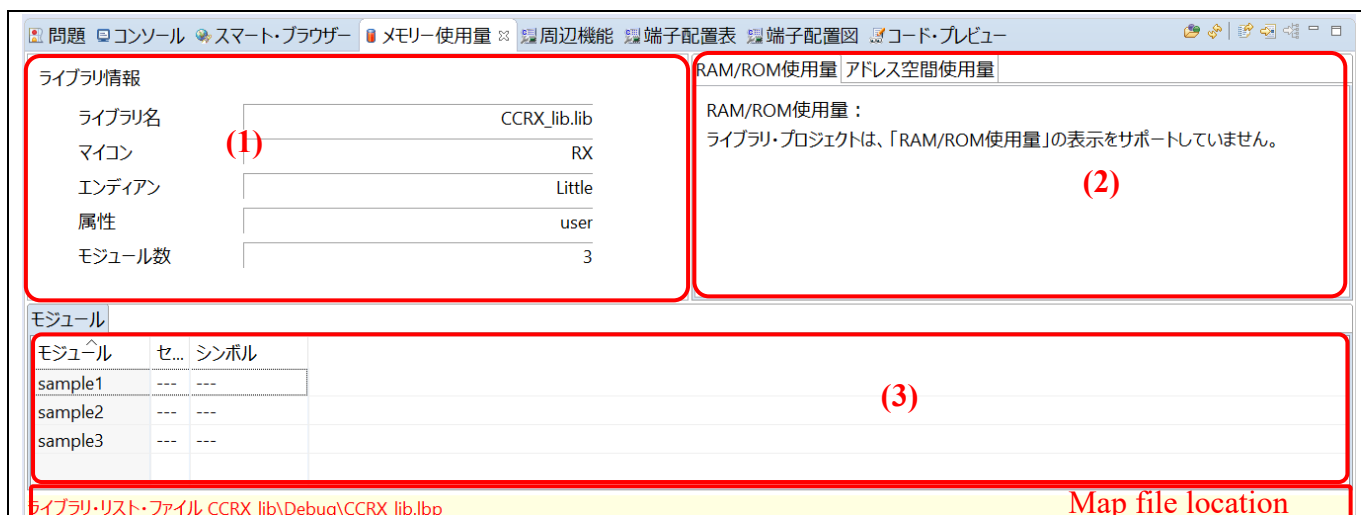 問題 コンソール スマート・ブラウザー メモリー使用量 周辺機能 端子配置表 端子配置図 コード・プレビュー
ライブラリ情報
ライブラリ名 CCRX_lib.lib
マイコン RX
エンディアン Little
属性 user
モジュール数 3
(1)
RAM/ROM使用量 アドレス空間使用量
RAM/ROM使用量：
ライブラリ・プロジェクトは、「RAM/ROM使用量」の表示をサポートしていません。
(2)
モジュール
モジュール セ... シンボル
sample1 --- ---
sample2 --- ---
sample3 --- ---
(3)
ライブラリ・リスト・ファイル CCRX_lib\Debug\CCRX_lib.lbp
Map file location